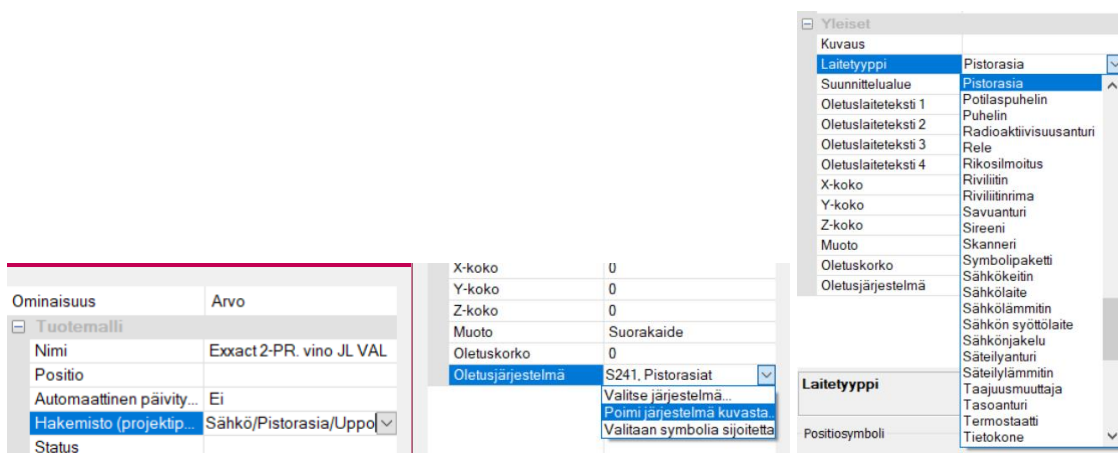 Ominaisuus Arvo
Tuotemalli
Nimi Exxact 2-PR. vino JL VAL
Positio
Automaattinen päivity... Ei
Hakemisto (projektip... Sähkö/Pistorasia/Uppo
Status
X-koko 0
Y-koko 0
Z-koko 0
Muoto Suorakaide
Oletuskorko 0
Oletusjärjestelmä S241, Pistorasiat
Valitse järjestelmä...
Poimi järjestelmä kuvasta..
Valitaan symbolia sijoitetta
Yleiset
Kuvaus
Laitetyyppi Pistorasia
Suunnittelualue
Oletuslaiteteksti 1
Oletuslaiteteksti 2
Oletuslaiteteksti 3
Oletuslaiteteksti 4
X-koko
Y-koko
Z-koko
Muoto
Oletuskorko
Oletusjärjestelmä
Pistorasia
Potilaspuhelin
Puhelin
Radioaktiivisuusanturi
Rele
Rikosilmoitus
Riviliitin
Riviliitinrima
Savuanturi
Sireeni
Skanneri
Symbolipaketti
Sähkökeitin
Sähkölaite
Sähkölämmitin
Sähkön syöttölaite
Sähkönjakelu
Säteilyanturi
Säteilylämmitin
Taajuusmuuttaja
Tasoanturi
Termostaatti
Tietokone
Laitetyyppi
Positiosymboli